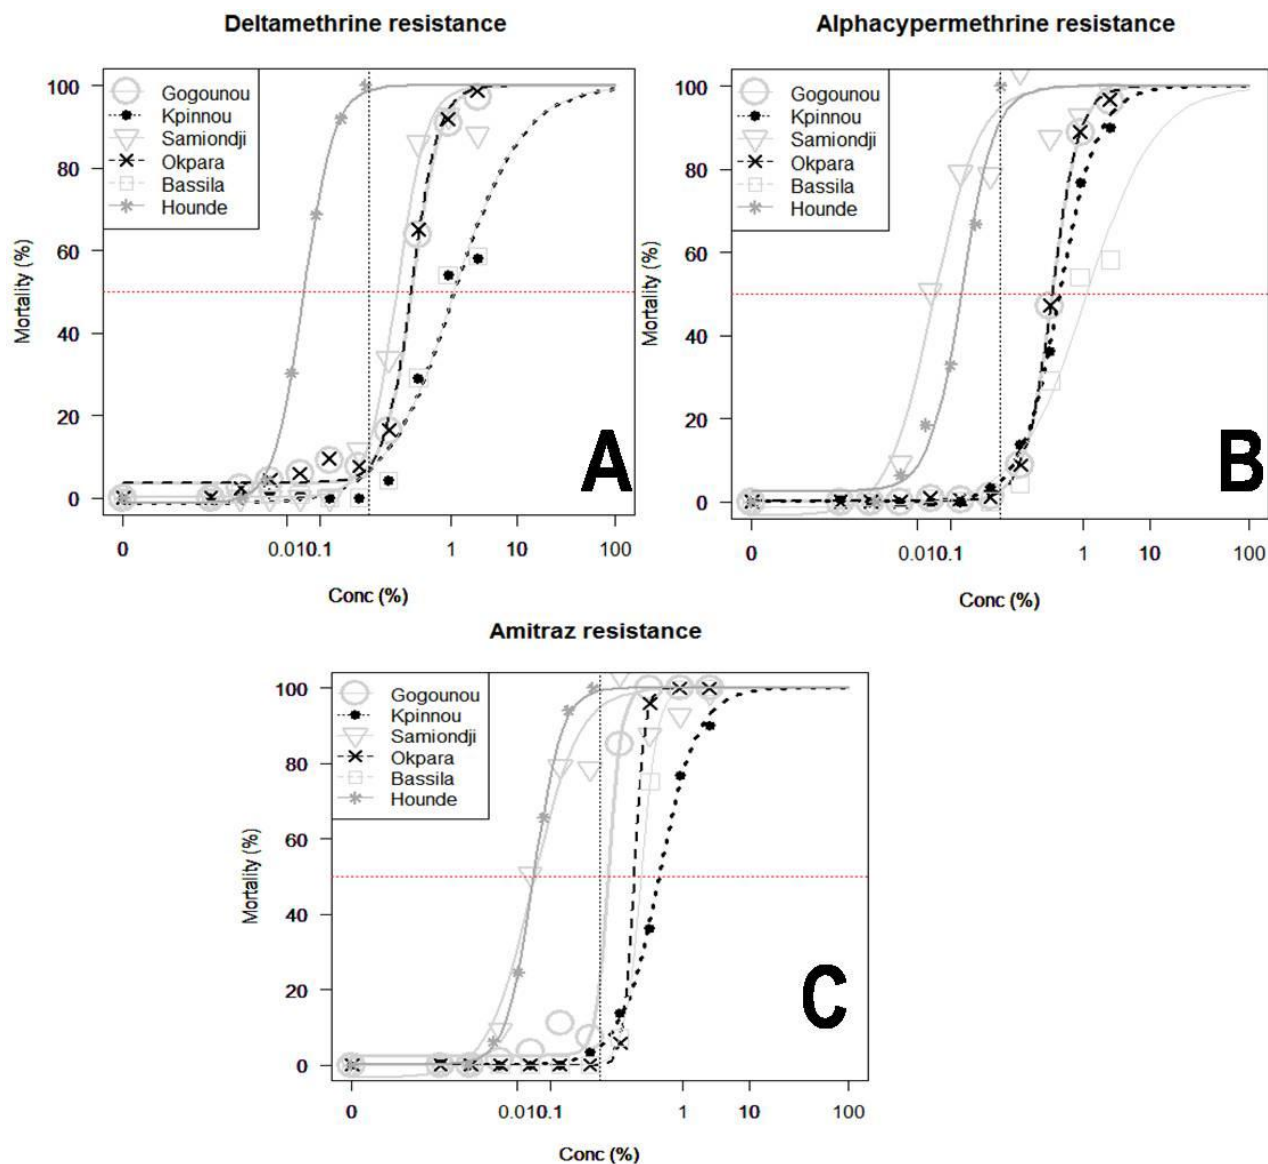 Deltamethrine resistance
Mortality (%)
100
80
60
40
20
0
Gogounou
Kpinnou
Samiondji
Okpara
Bassila
Hounde
A
0 0.010.1 1 10 100
Conc (%)
Alphacypermethrine resistance
Mortality (%)
100
80
60
40
20
0
Gogounou
Kpinnou
Samiondji
Okpara
Bassila
Hounde
B
0 0.010.1 1 10 100
Conc (%)
Amitraz resistance
Mortality (%)
100
80
60
40
20
0
Gogounou
Kpinnou
Samiondji
Okpara
Bassila
Hounde
C
0 0.010.1 1 10 100
Conc (%)